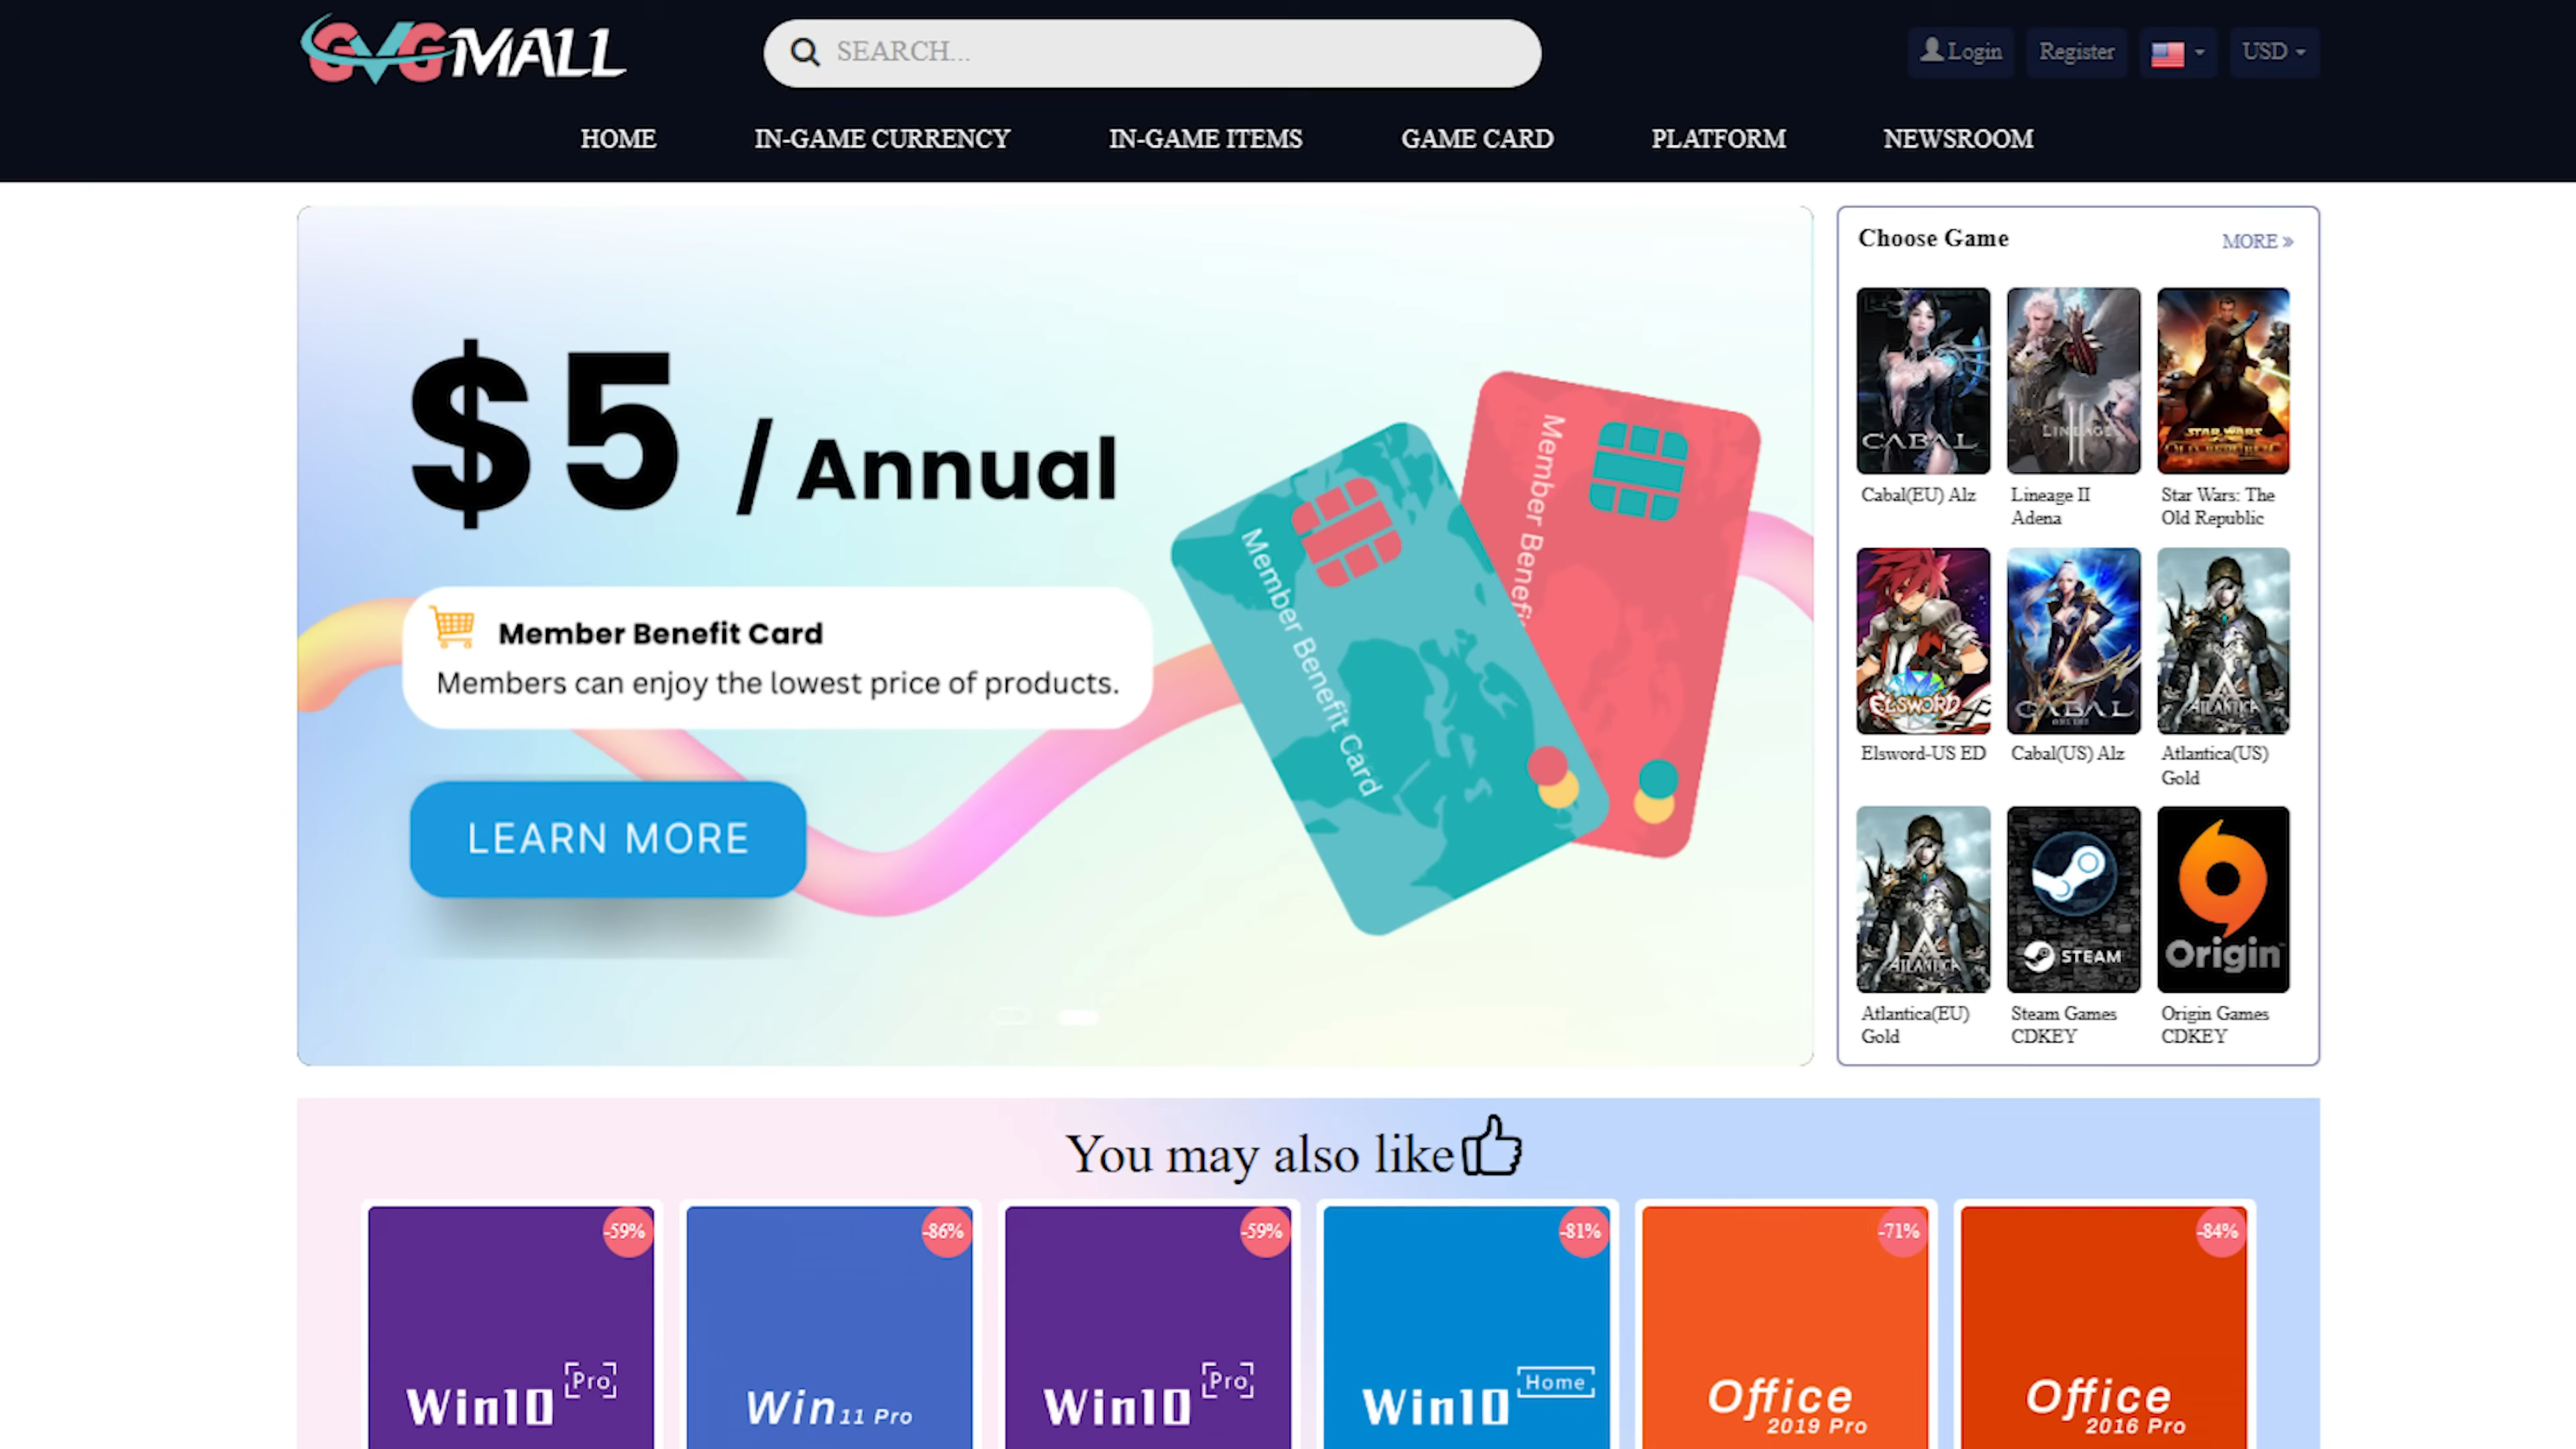 GVGMALL
SEARCH...
Login
Register
USD
HOME
IN-GAME CURRENCY
IN-GAME ITEMS
GAME CARD
PLATFORM
NEWSROOM
$5 / Annual
Member Benefit Card
Members can enjoy the lowest price of products.
LEARN MORE
Member Benefit Card
Member Benefi
Choose Game
MORE »
CABAL
LINEAGE II
STAR WARS
Cabal(EU) Alz
Lineage II
Adena
Star Wars: The
Old Republic
ELSWORD
CABAL
ATLANTICA
Elsword-US ED
Cabal(US) Alz
Atlantica(US)
Gold
ATLANTICA
STEAM
Origin
Atlantica(EU)
Gold
Steam Games
CDKEY
Origin Games
CDKEY
You may also like
-59%
-86%
-59%
-81%
-71%
-84%
Win10 Pro
Win 11 Pro
Win10 Pro
Win10 Home
Office
2019 Pro
Office
2016 Pro